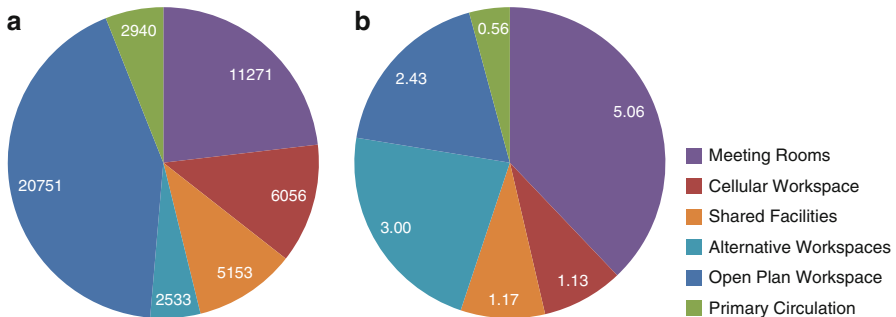 a
2940
11271
20751
6056
5153
2533
b
0.56
2.43
5.06
3.00
1.13
1.17
Meeting Rooms
Cellular Workspace
Shared Facilities
Alternative Workspaces
Open Plan Workspace
Primary Circulation